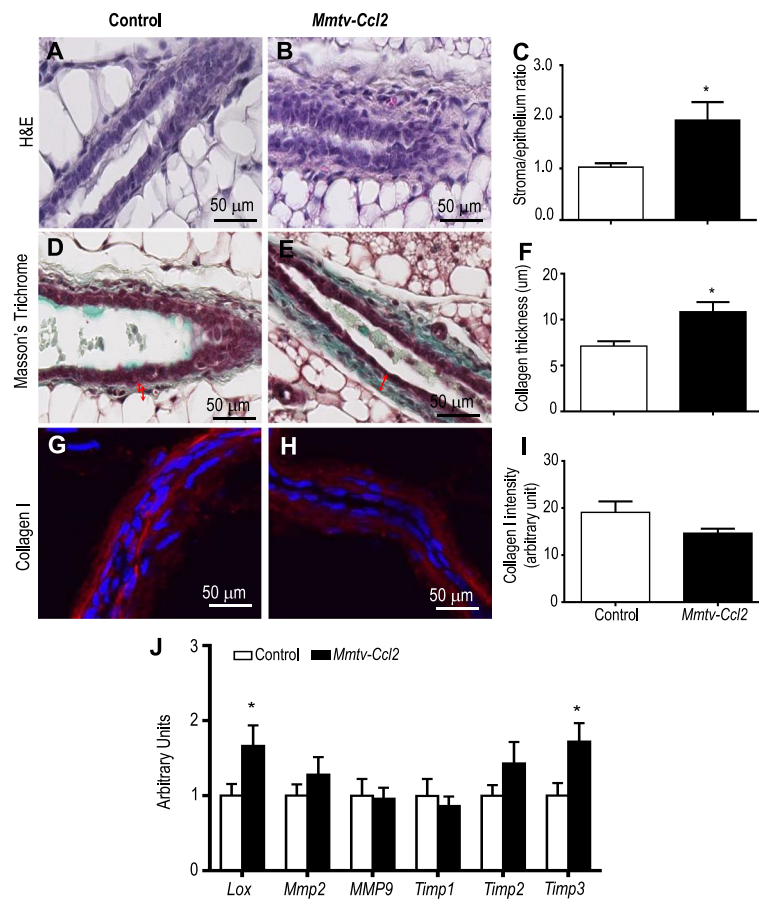 Control
Mmtv-Ccl2
A
B
C
H&E
50 μm
50 μm
Stroma/epithelium ratio
3.0
2.0
1.0
0.0
*
D
E
F
Masson's Trichrome
50 μm
50 μm
Collagen thickness (um)
20
10
5
0
*
G
H
I
Collagen I
50 μm
50 μm
Collagen I intensity
(arbitrary unit)
30
20
10
0
Control
Mmtv-Ccl2
J
Control
Mmtv-Ccl2
Arbitrary Units
3
2
1
0
*
*
Lox
Mmp2
MMP9
Timp1
Timp2
Timp3